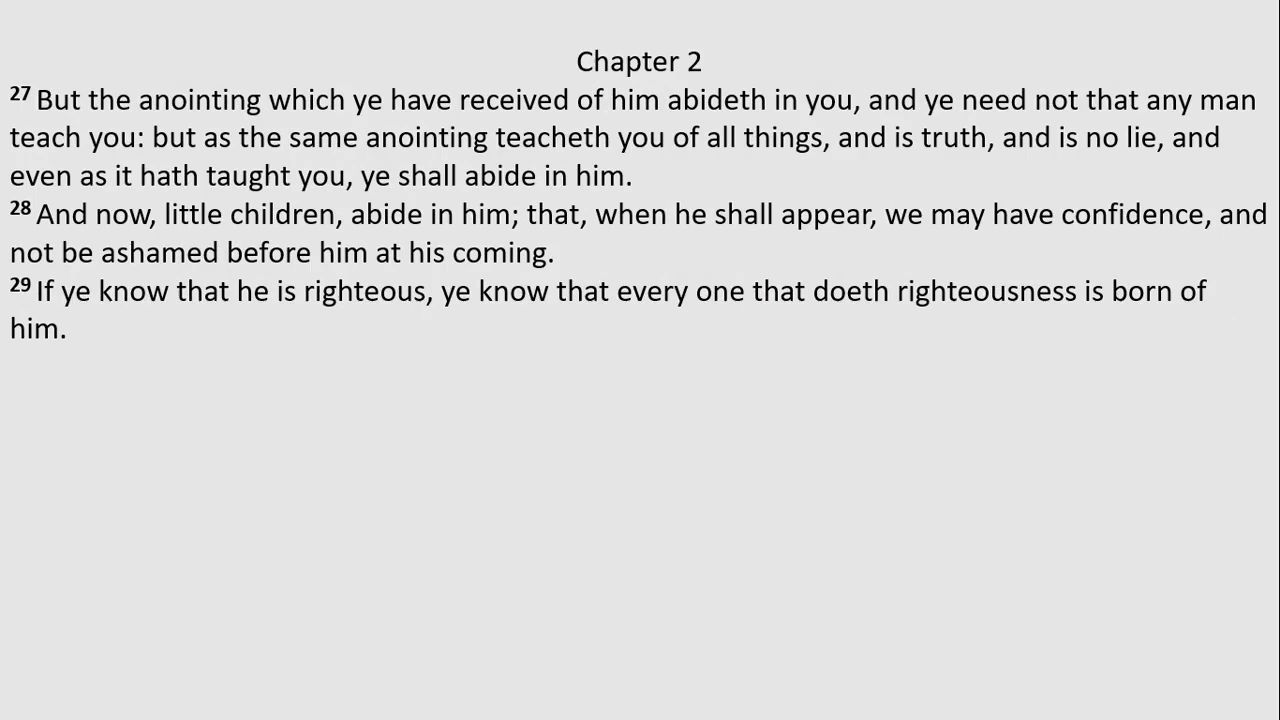 Chapter 2
27 But the anointing which ye have received of him abideth in you, and ye need not that any man
teach you: but as the same anointing teacheth you of all things, and is truth, and is no lie, and
even as it hath taught you, ye shall abide in him.
28 And now, little children, abide in him; that, when he shall appear, we may have confidence, and
not be ashamed before him at his coming.
29 If ye know that he is righteous, ye know that every one that doeth righteousness is born of
him.